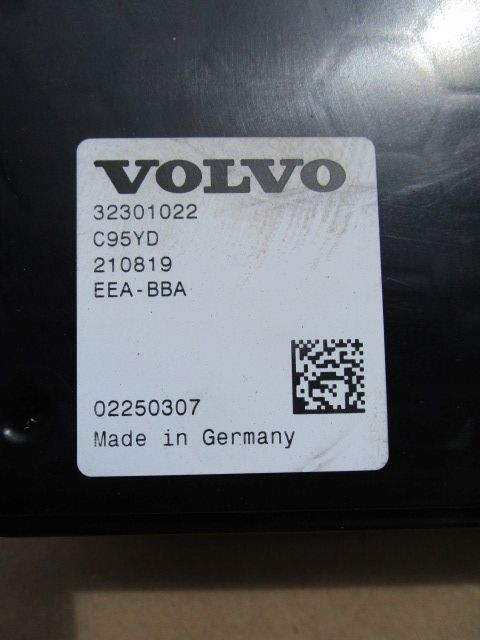 VOLVO
32301022
C95YD
210819
EEA-BBA
02250307
Made in Germany